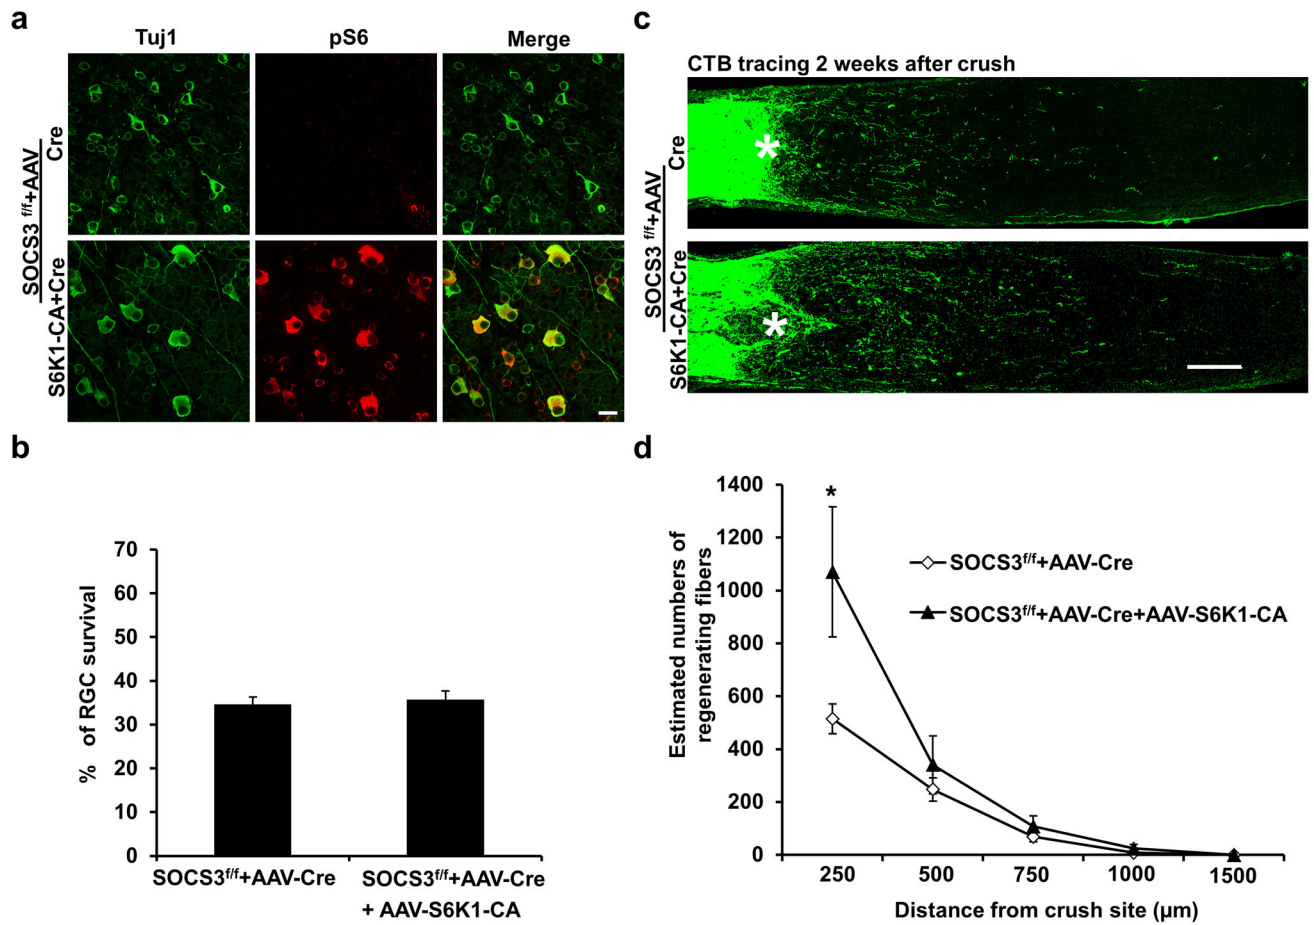 a
Tuj1 pS6 Merge
SOCS3 f/f+AAV
Cre
S6K1-CA+Cre
c
CTB tracing 2 weeks after crush
SOCS3 f/f+AAV
Cre
S6K1-CA+Cre
*
*
b
% of RGC survival
70
60
50
40
30
20
10
0
SOCS3f/f+AAV-Cre
SOCS3f/f+AAV-Cre
+ AAV-S6K1-CA
d
Estimated numbers of
regenerating fibers
1400
1200
1000
800
600
400
200
0
*
SOCS3f/f+AAV-Cre
SOCS3f/f+AAV-Cre+AAV-S6K1-CA
250 500 750 1000 1500
Distance from crush site (µm)